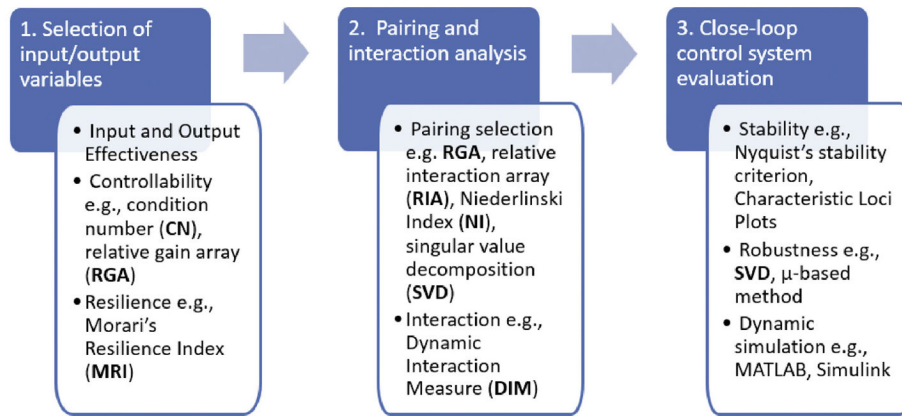 1. Selection of
input/output
variables
• Input and Output
Effectiveness
• Controllability
e.g., condition
number (CN),
relative gain array
(RGA)
• Resilience e.g.,
Morari's
Resilience Index
(MRI)
2. Pairing and
interaction analysis
• Pairing selection
e.g. RGA, relative
interaction array
(RIA), Niederlinski
Index (NI),
singular value
decomposition
(SVD)
• Interaction e.g.,
Dynamic
Interaction
Measure (DIM)
3. Close-loop
control system
evaluation
• Stability e.g.,
Nyquist's stability
criterion,
Characteristic Loci
Plots
• Robustness e.g.,
SVD, μ-based
method
• Dynamic
simulation e.g.,
MATLAB, Simulink